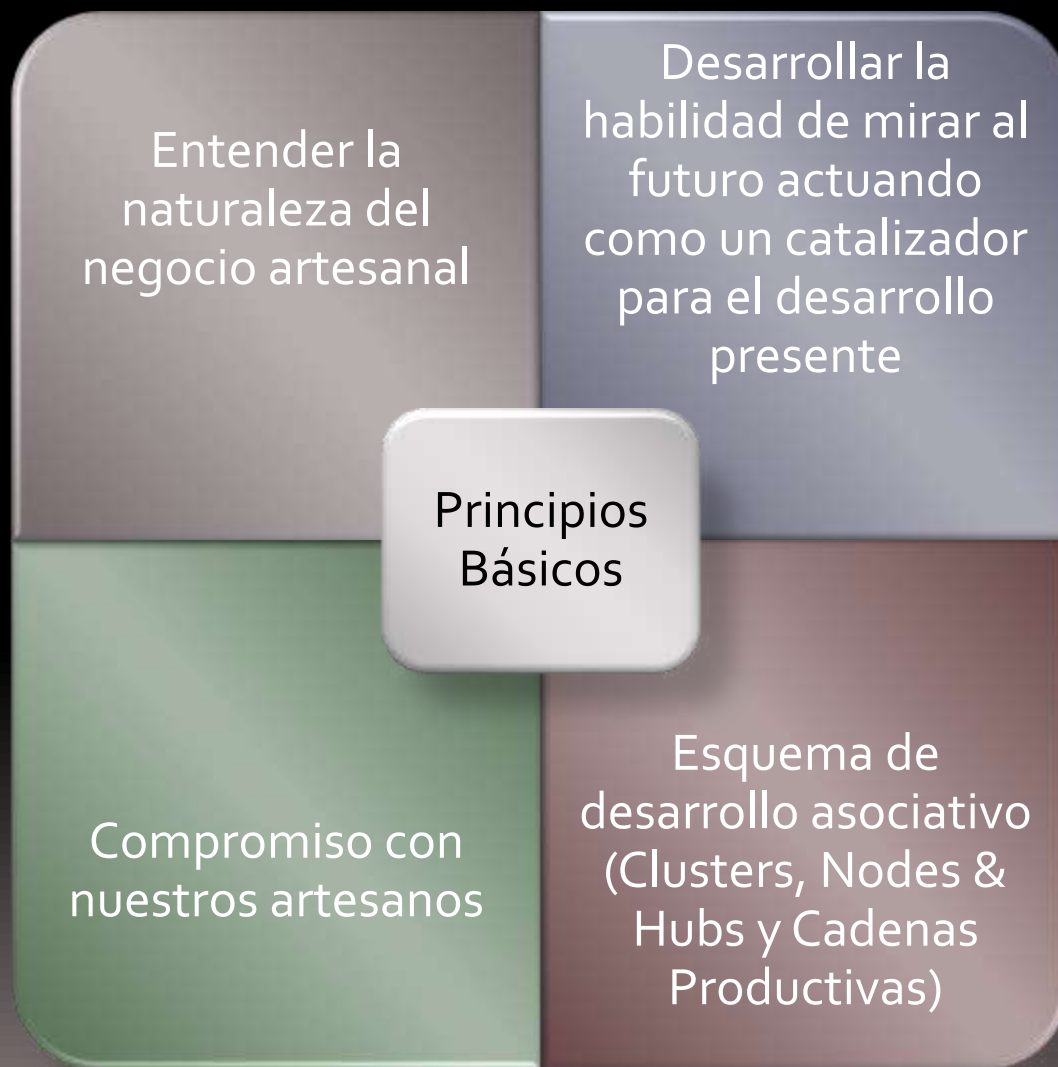 Entender la
naturaleza del
negocio artesanal
Desarrollar la
habilidad de mirar al
futuro actuando
como un catalizador
para el desarrollo
presente
Principios
Básicos
Compromiso con
nuestros artesanos
Esquema de
desarrollo asociativo
(Clusters, Nodes &
Hubs y Cadenas
Productivas)